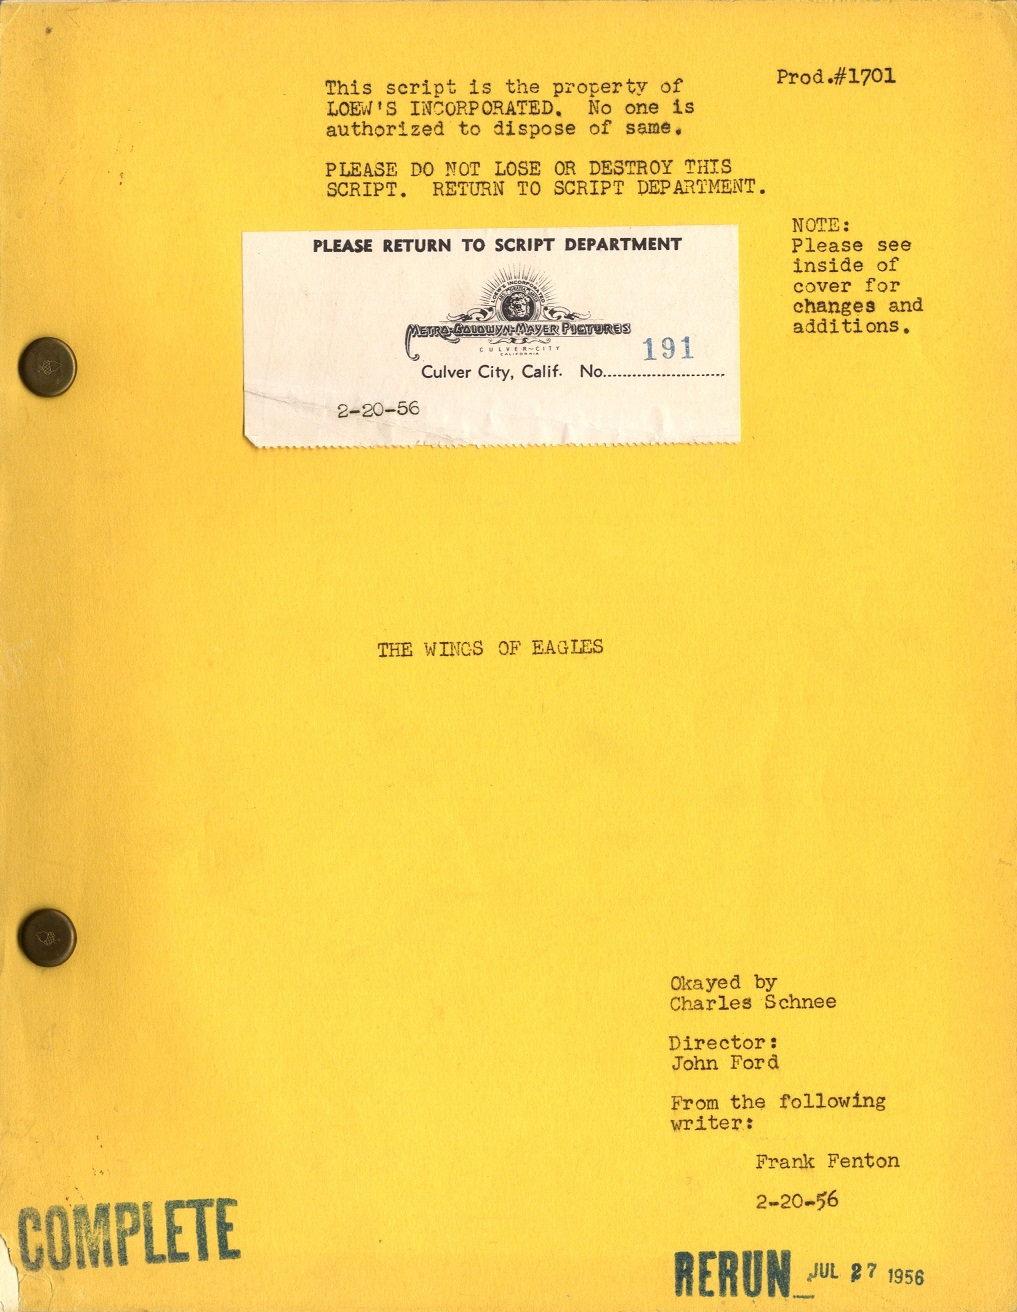 This script is the property of
LOEW'S INCORPORATED. No one is
authorized to dispose of same.
PLEASE DO NOT LOSE OR DESTROY THIS
SCRIPT. RETURN TO SCRIPT DEPARTMENT.
Prod.#1701
NOTE:
Please see
inside of
cover for
changes and
additions.
PLEASE RETURN TO SCRIPT DEPARTMENT
LOEW'S INCORPORATED
METRO-GOLDWYN-MAYER PICTURES
CULVER-CITY
CALIFORNIA
191
Culver City, Calif. No...........................
2-20-56
THE WINGS OF EAGLES
Okayed by
Charles Schnee
Director:
John Ford
From the following
writer:
Frank Fenton
2-20-56
COMPLETE
RERUN JUL 27 1956